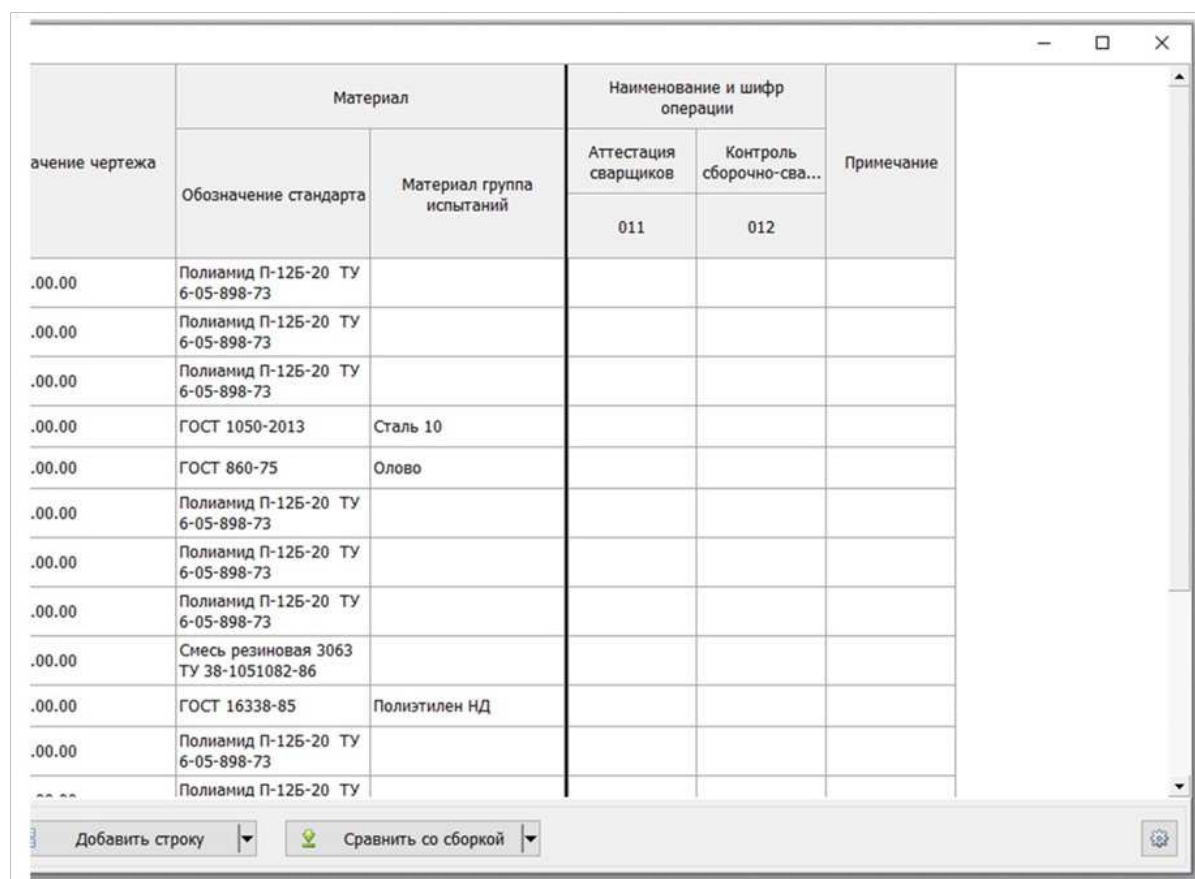 Материал
Наименование и шифр
операции
ачение чертежа
Обозначение стандарта
Материал группа
испытаний
Аттестация
сварщиков
Контроль
сборочно-сва...
Примечание
011
012
.00.00
Полиамид П-12Б-20 ТУ
6-05-898-73
.00.00
Полиамид П-12Б-20 ТУ
6-05-898-73
.00.00
Полиамид П-12Б-20 ТУ
6-05-898-73
.00.00
ГОСТ 1050-2013
Сталь 10
.00.00
ГОСТ 860-75
Олово
.00.00
Полиамид П-12Б-20 ТУ
6-05-898-73
.00.00
Полиамид П-12Б-20 ТУ
6-05-898-73
.00.00
Полиамид П-12Б-20 ТУ
6-05-898-73
.00.00
Смесь резиновая 3063
ТУ 38-1051082-86
.00.00
ГОСТ 16338-85
Полиэтилен НД
.00.00
Полиамид П-12Б-20 ТУ
6-05-898-73
Полиамид П-12Б-20 ТУ
Добавить строку
Сравнить со сборкой